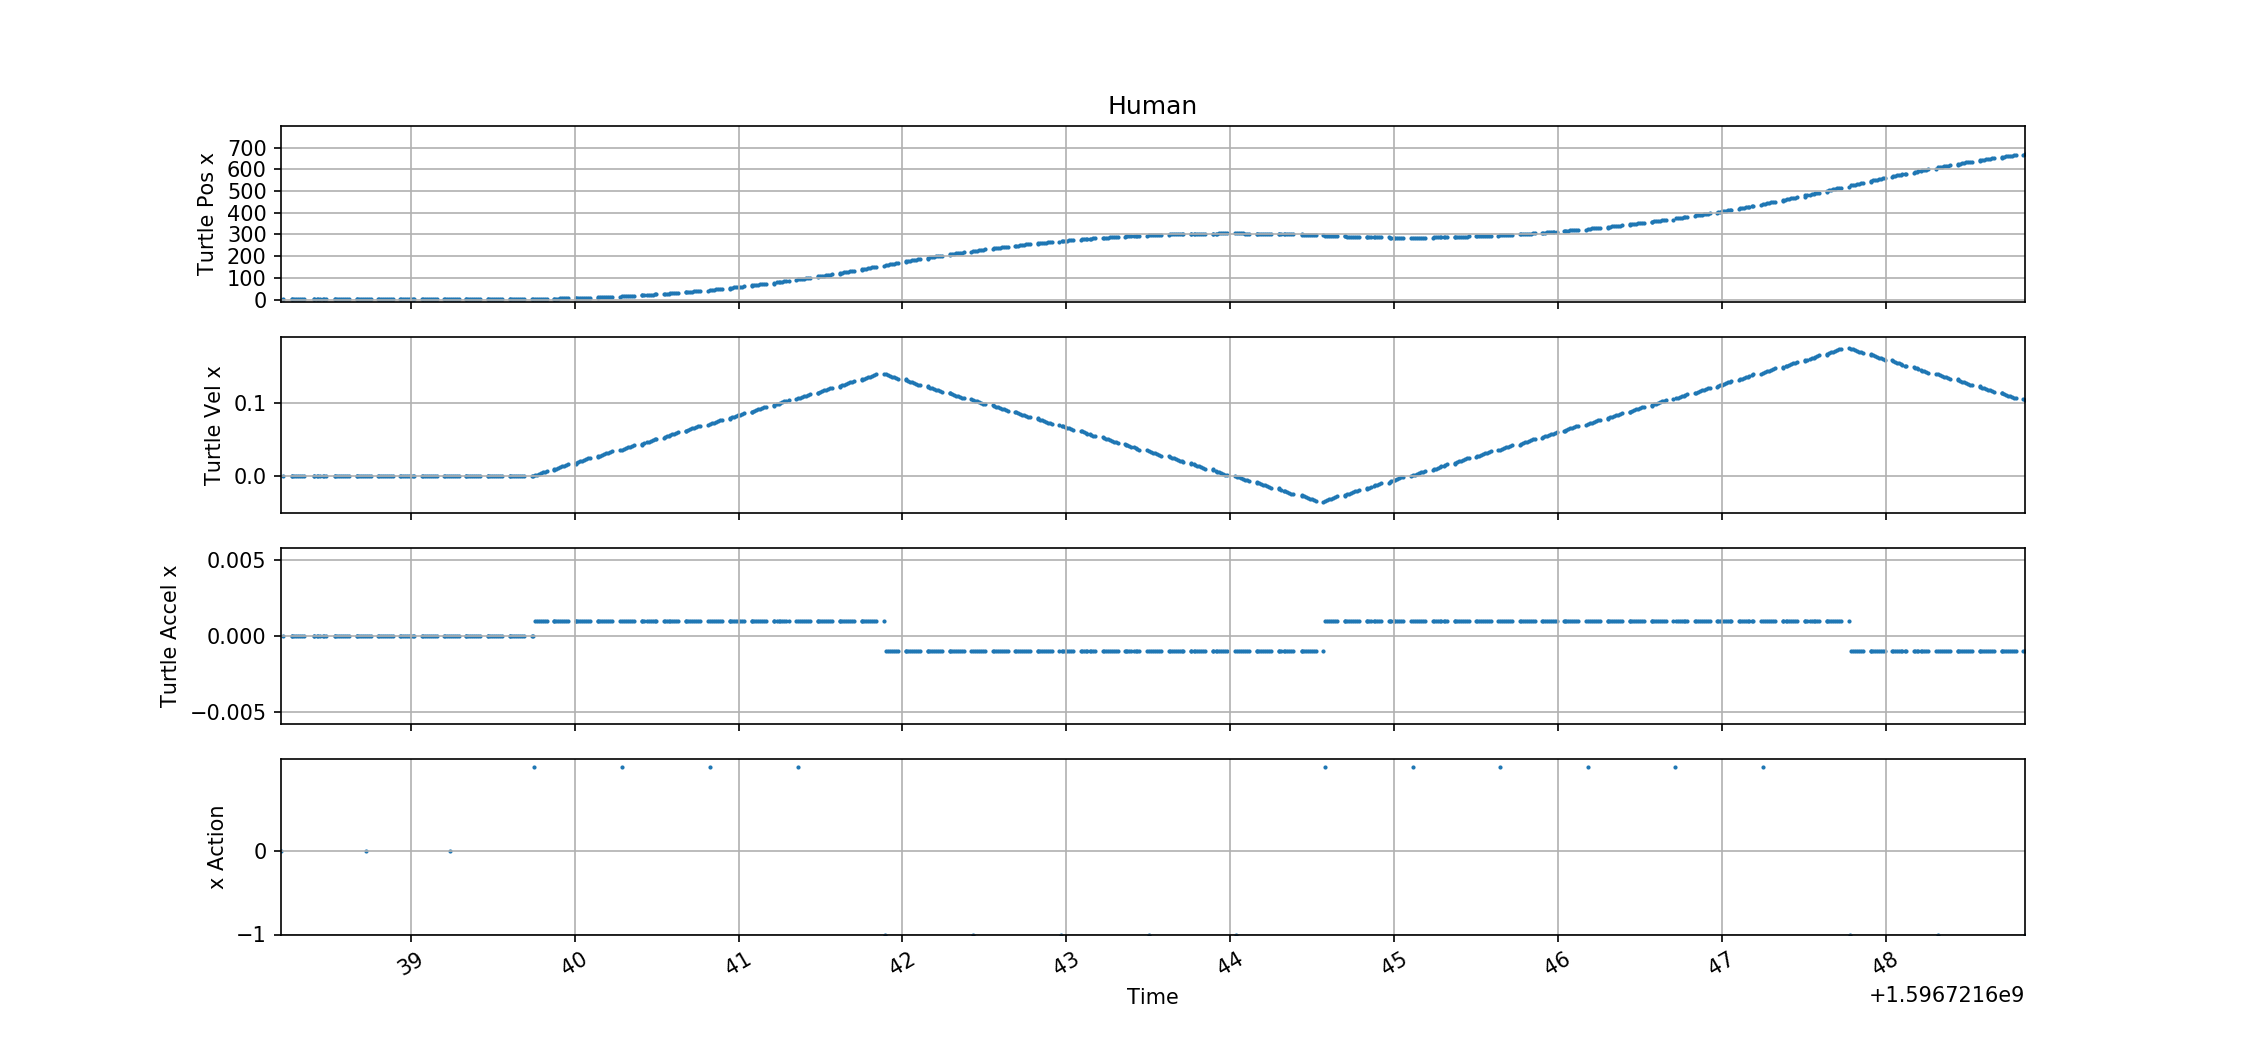 Human
Turtle Pos x
700
600
500
400
300
200
100
0
Turtle Vel x
0.1
0.0
Turtle Accel x
0.005
0.000
−0.005
x Action
0
−1
39 40 41 42 43 44 45 46 47 48
Time
+1.5967216e9